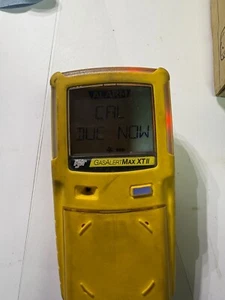 CAL
DUE NOW
GASALERTMAX XT II